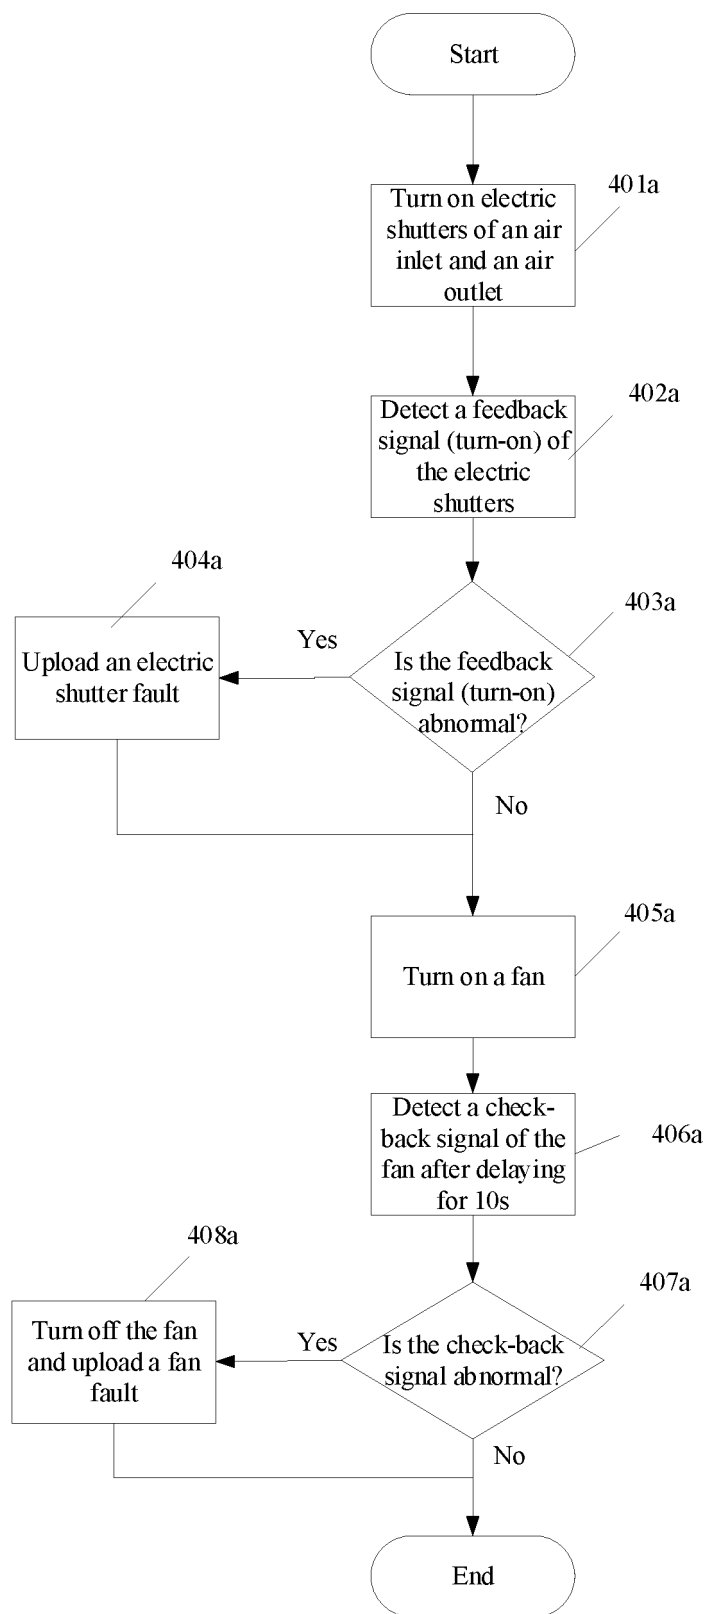 Start
401a
Turn on electric
shutters of an air
inlet and an air
outlet
402a
Detect a feedback
signal (turn-on) of
the electric
shutters
404a
403a
Yes
Upload an electric
shutter fault
Is the feedback
signal (turn-on)
abnormal?
No
405a
Turn on a fan
Detect a check-
back signal of the
fan after delaying
for 10s
406a
408a
407a
Turn off the fan
and upload a fan
fault
Yes
Is the check-back
signal abnormal?
No
End